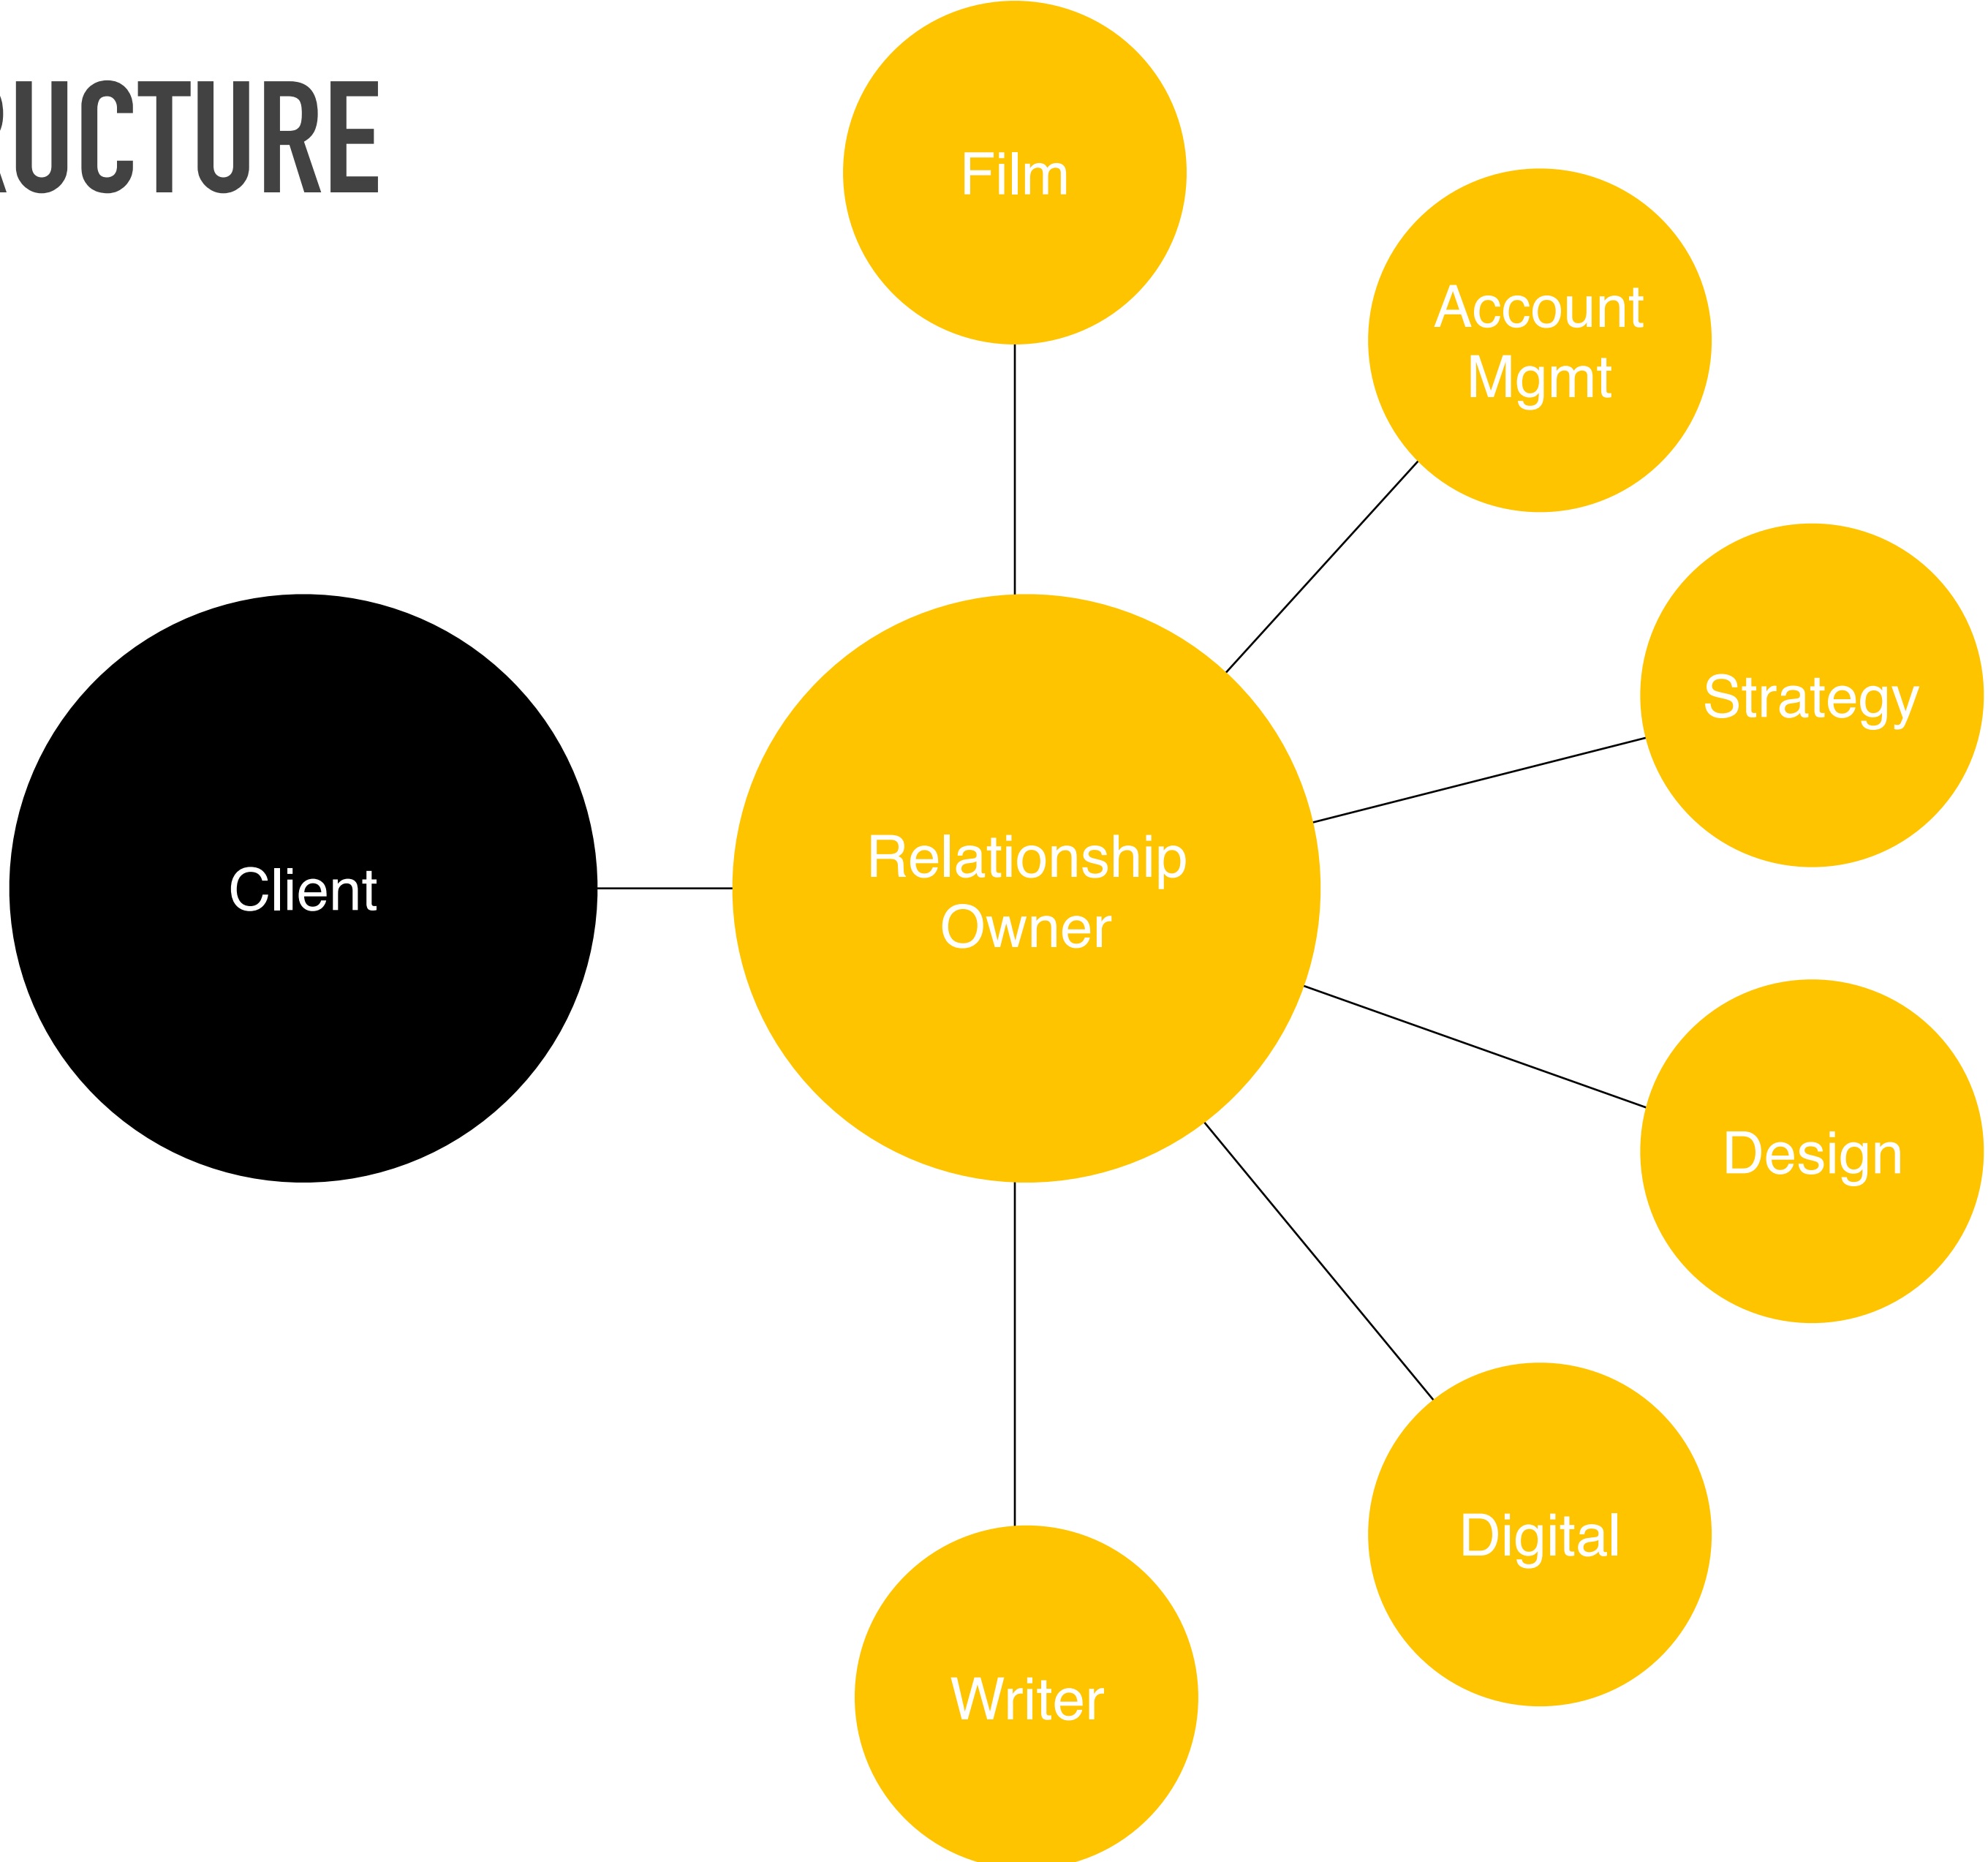 RUCTURE
Film
Account
Mgmt
Strategy
Client
Relationship
Owner
Design
Digital
Writer